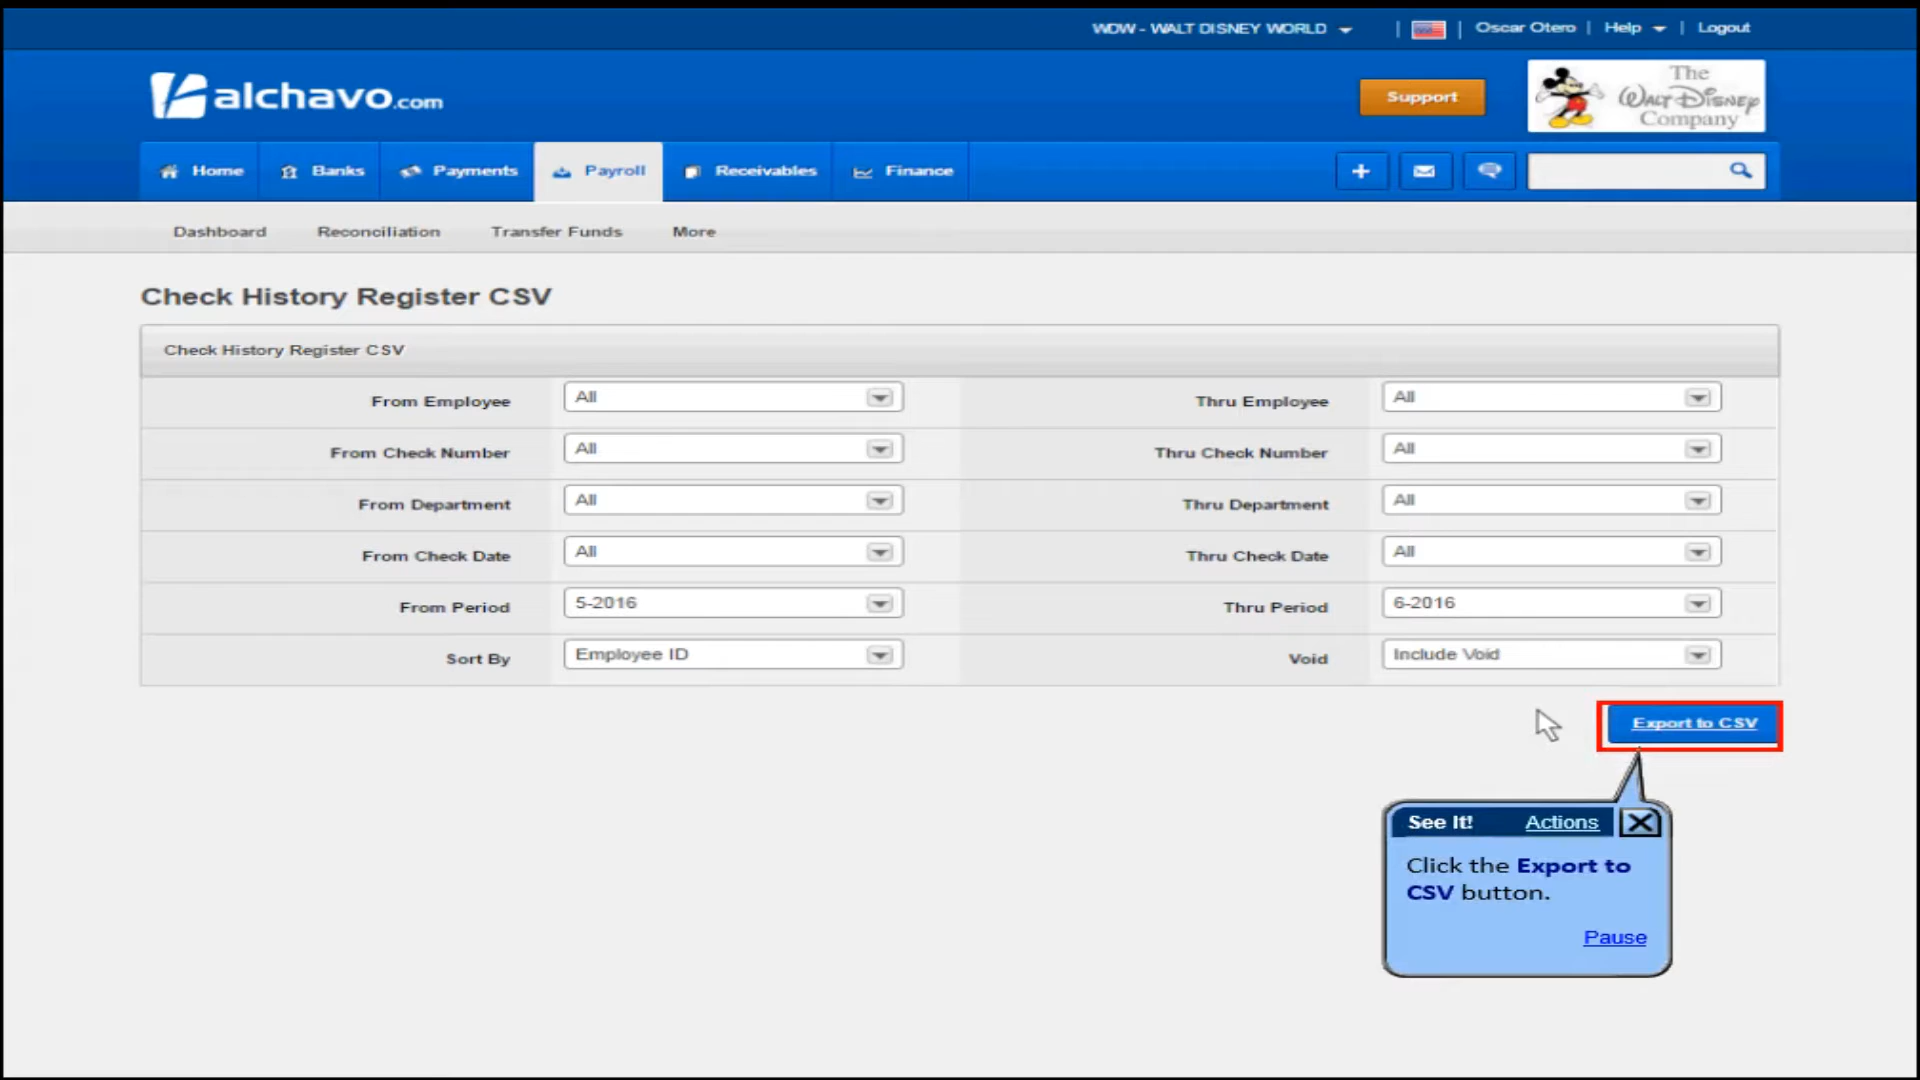 WDW - WALT DISNEY WORLD | | Oscar Otero | Help | Logout
alchavo.com
Support
The
Walt Disney
Company
Home Banks Payments Payroll Receivables Finance
Dashboard Reconciliation Transfer Funds More
Check History Register CSV
Check History Register CSV
From Employee All Thru Employee All
From Check Number All Thru Check Number All
From Department All Thru Department All
From Check Date All Thru Check Date All
From Period 5-2016 Thru Period 6-2016
Sort By Employee ID Void Include Void
Export to CSV
See It! Actions
Click the Export to
CSV button.
Pause